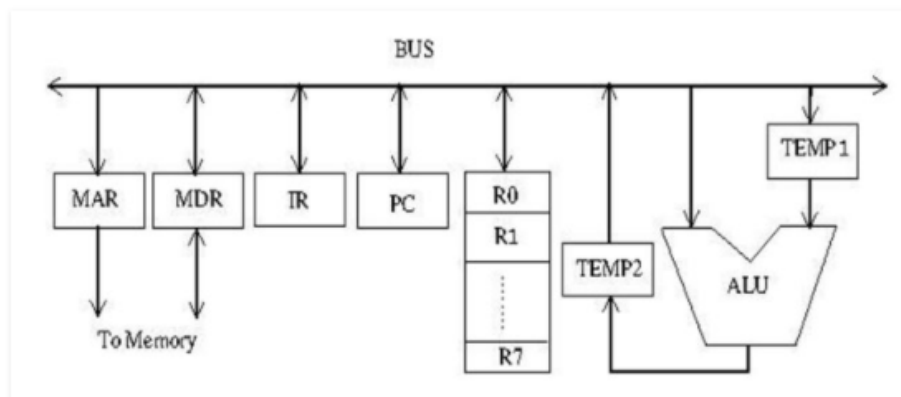 BUS
TEMP1
MAR
MDR
IR
PC
R0
R1
TEMP2
ALU
To Memory
R7